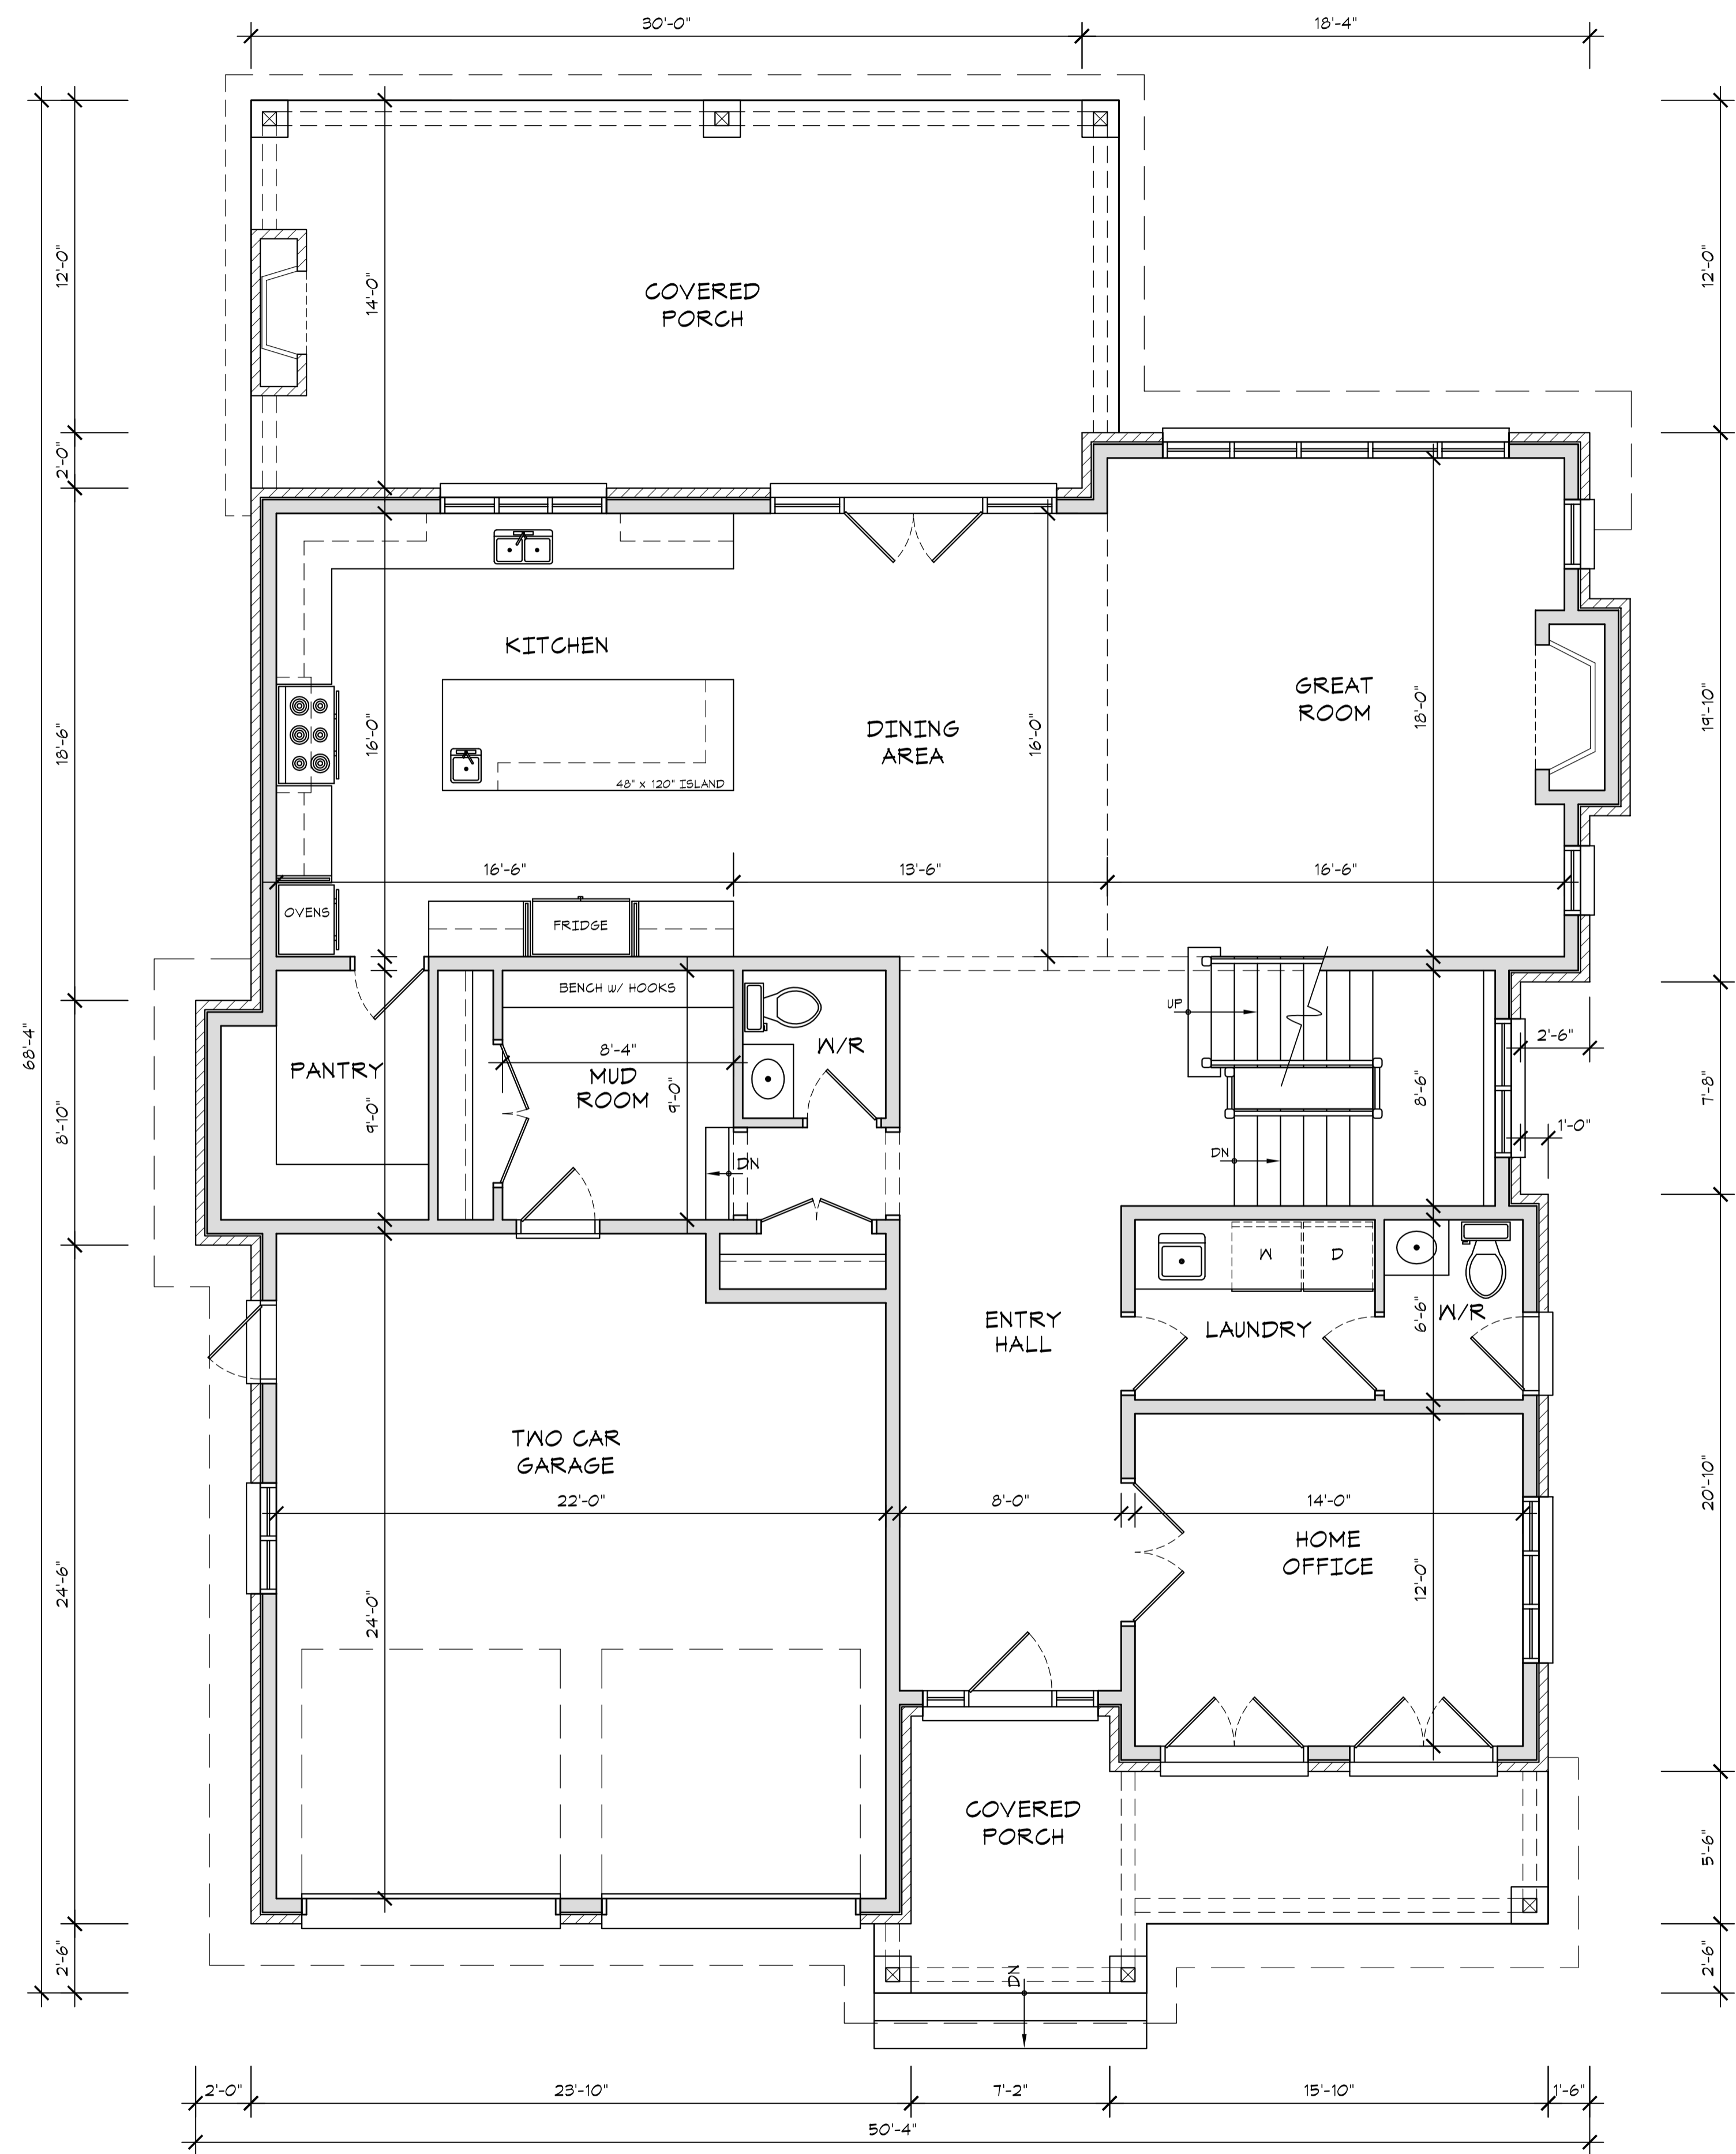 30'-0"
18'-4"
COVERED
PORCH
14'-0"
12'-0"
2'-0"
18'-6"
68'-4"
8'-10"
24'-6"
2'-6"
12'-0"
19'-10"
7'-8"
20'-10"
5'-6"
2'-6"
KITCHEN
48" x 120" ISLAND
DINING
AREA
GREAT
ROOM
16'-0"
16'-0"
18'-0"
16'-6"
13'-6"
16'-6"
OVENS
FRIDGE
BENCH w/ HOOKS
PANTRY
9'-0"
8'-4"
MUD
ROOM
9'-0"
W/R
DN
UP
DN
8'-6"
2'-6"
1'-0"
W
D
LAUNDRY
W/R
6'-6"
ENTRY
HALL
TWO CAR
GARAGE
22'-0"
8'-0"
14'-0"
HOME
OFFICE
12'-0"
24'-0"
COVERED
PORCH
DN
2'-0"
23'-10"
7'-2"
15'-10"
1'-6"
50'-4"